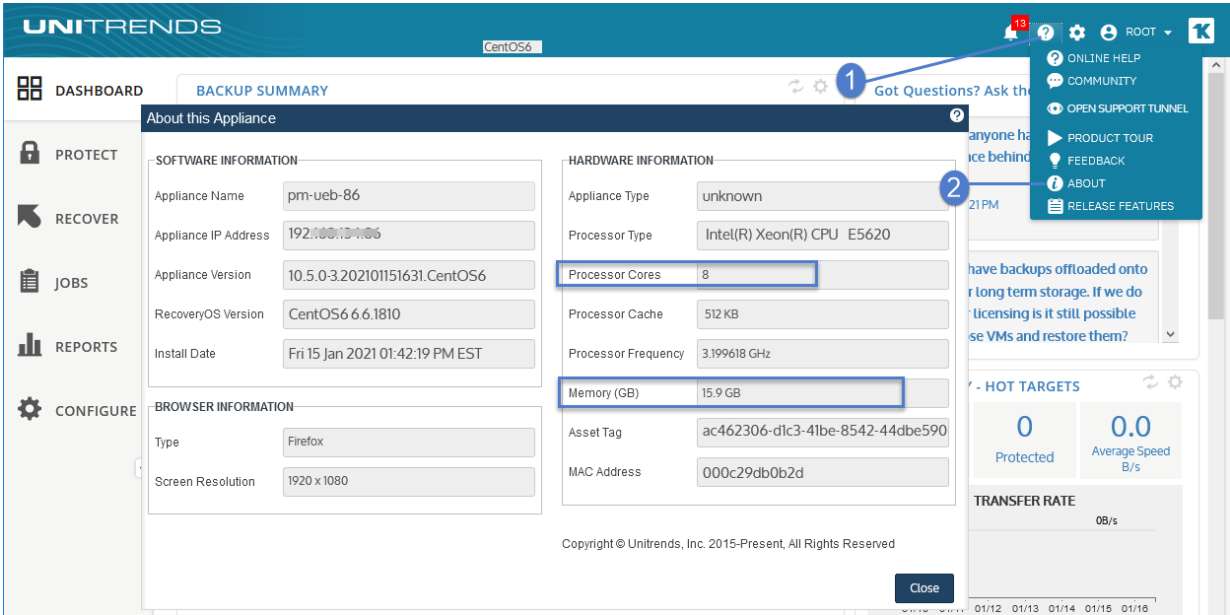 UNITRENDS
CentOS6
13
ROOT
1
ONLINE HELP
COMMUNITY
OPEN SUPPORT TUNNEL
PRODUCT TOUR
FEEDBACK
2
ABOUT
RELEASE FEATURES
DASHBOARD
PROTECT
RECOVER
JOBS
REPORTS
CONFIGURE
BACKUP SUMMARY
Got Questions? Ask the
About this Appliance
SOFTWARE INFORMATION
Appliance Name pm-ueb-86
Appliance IP Address
Appliance Version 10.5.0-3.202101151631.CentOS6
RecoveryOS Version CentOS6 6.6.1810
Install Date Fri 15 Jan 2021 01:42:19 PM EST
BROWSER INFORMATION
Type Firefox
Screen Resolution 1920 x 1080
HARDWARE INFORMATION
Appliance Type unknown
Processor Type Intel(R) Xeon(R) CPU E5620
Processor Cores 8
Processor Cache 512 KB
Processor Frequency 3.199618 GHz
Memory (GB) 15.9 GB
Asset Tag ac462306-d1c3-41be-8542-44dbe590
MAC Address 000c29db0b2d
Copyright © Unitrends, Inc. 2015-Present, All Rights Reserved
Close
anyone ha
ce behind
21 PM
have backups offloaded onto
r long term storage. If we do
licensing is it still possible
se VMs and restore them?
- HOT TARGETS
0
Protected
0.0
Average Speed
B/s
TRANSFER RATE
0B/s
01/12 01/13 01/14 01/15 01/16